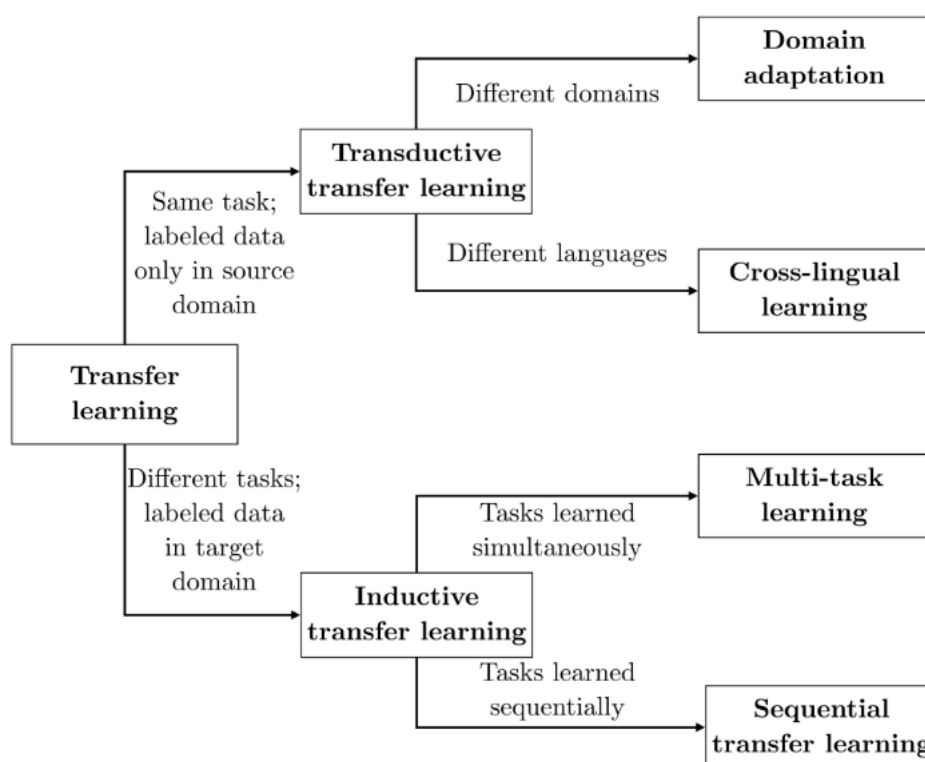 Domain
adaptation
Different domains
Transductive
transfer learning
Same task;
labeled data
only in source
domain
Different languages
Cross-lingual
learning
Transfer
learning
Different tasks;
labeled data
in target
domain
Multi-task
learning
Tasks learned
simultaneously
Inductive
transfer learning
Tasks learned
sequentially
Sequential
transfer learning